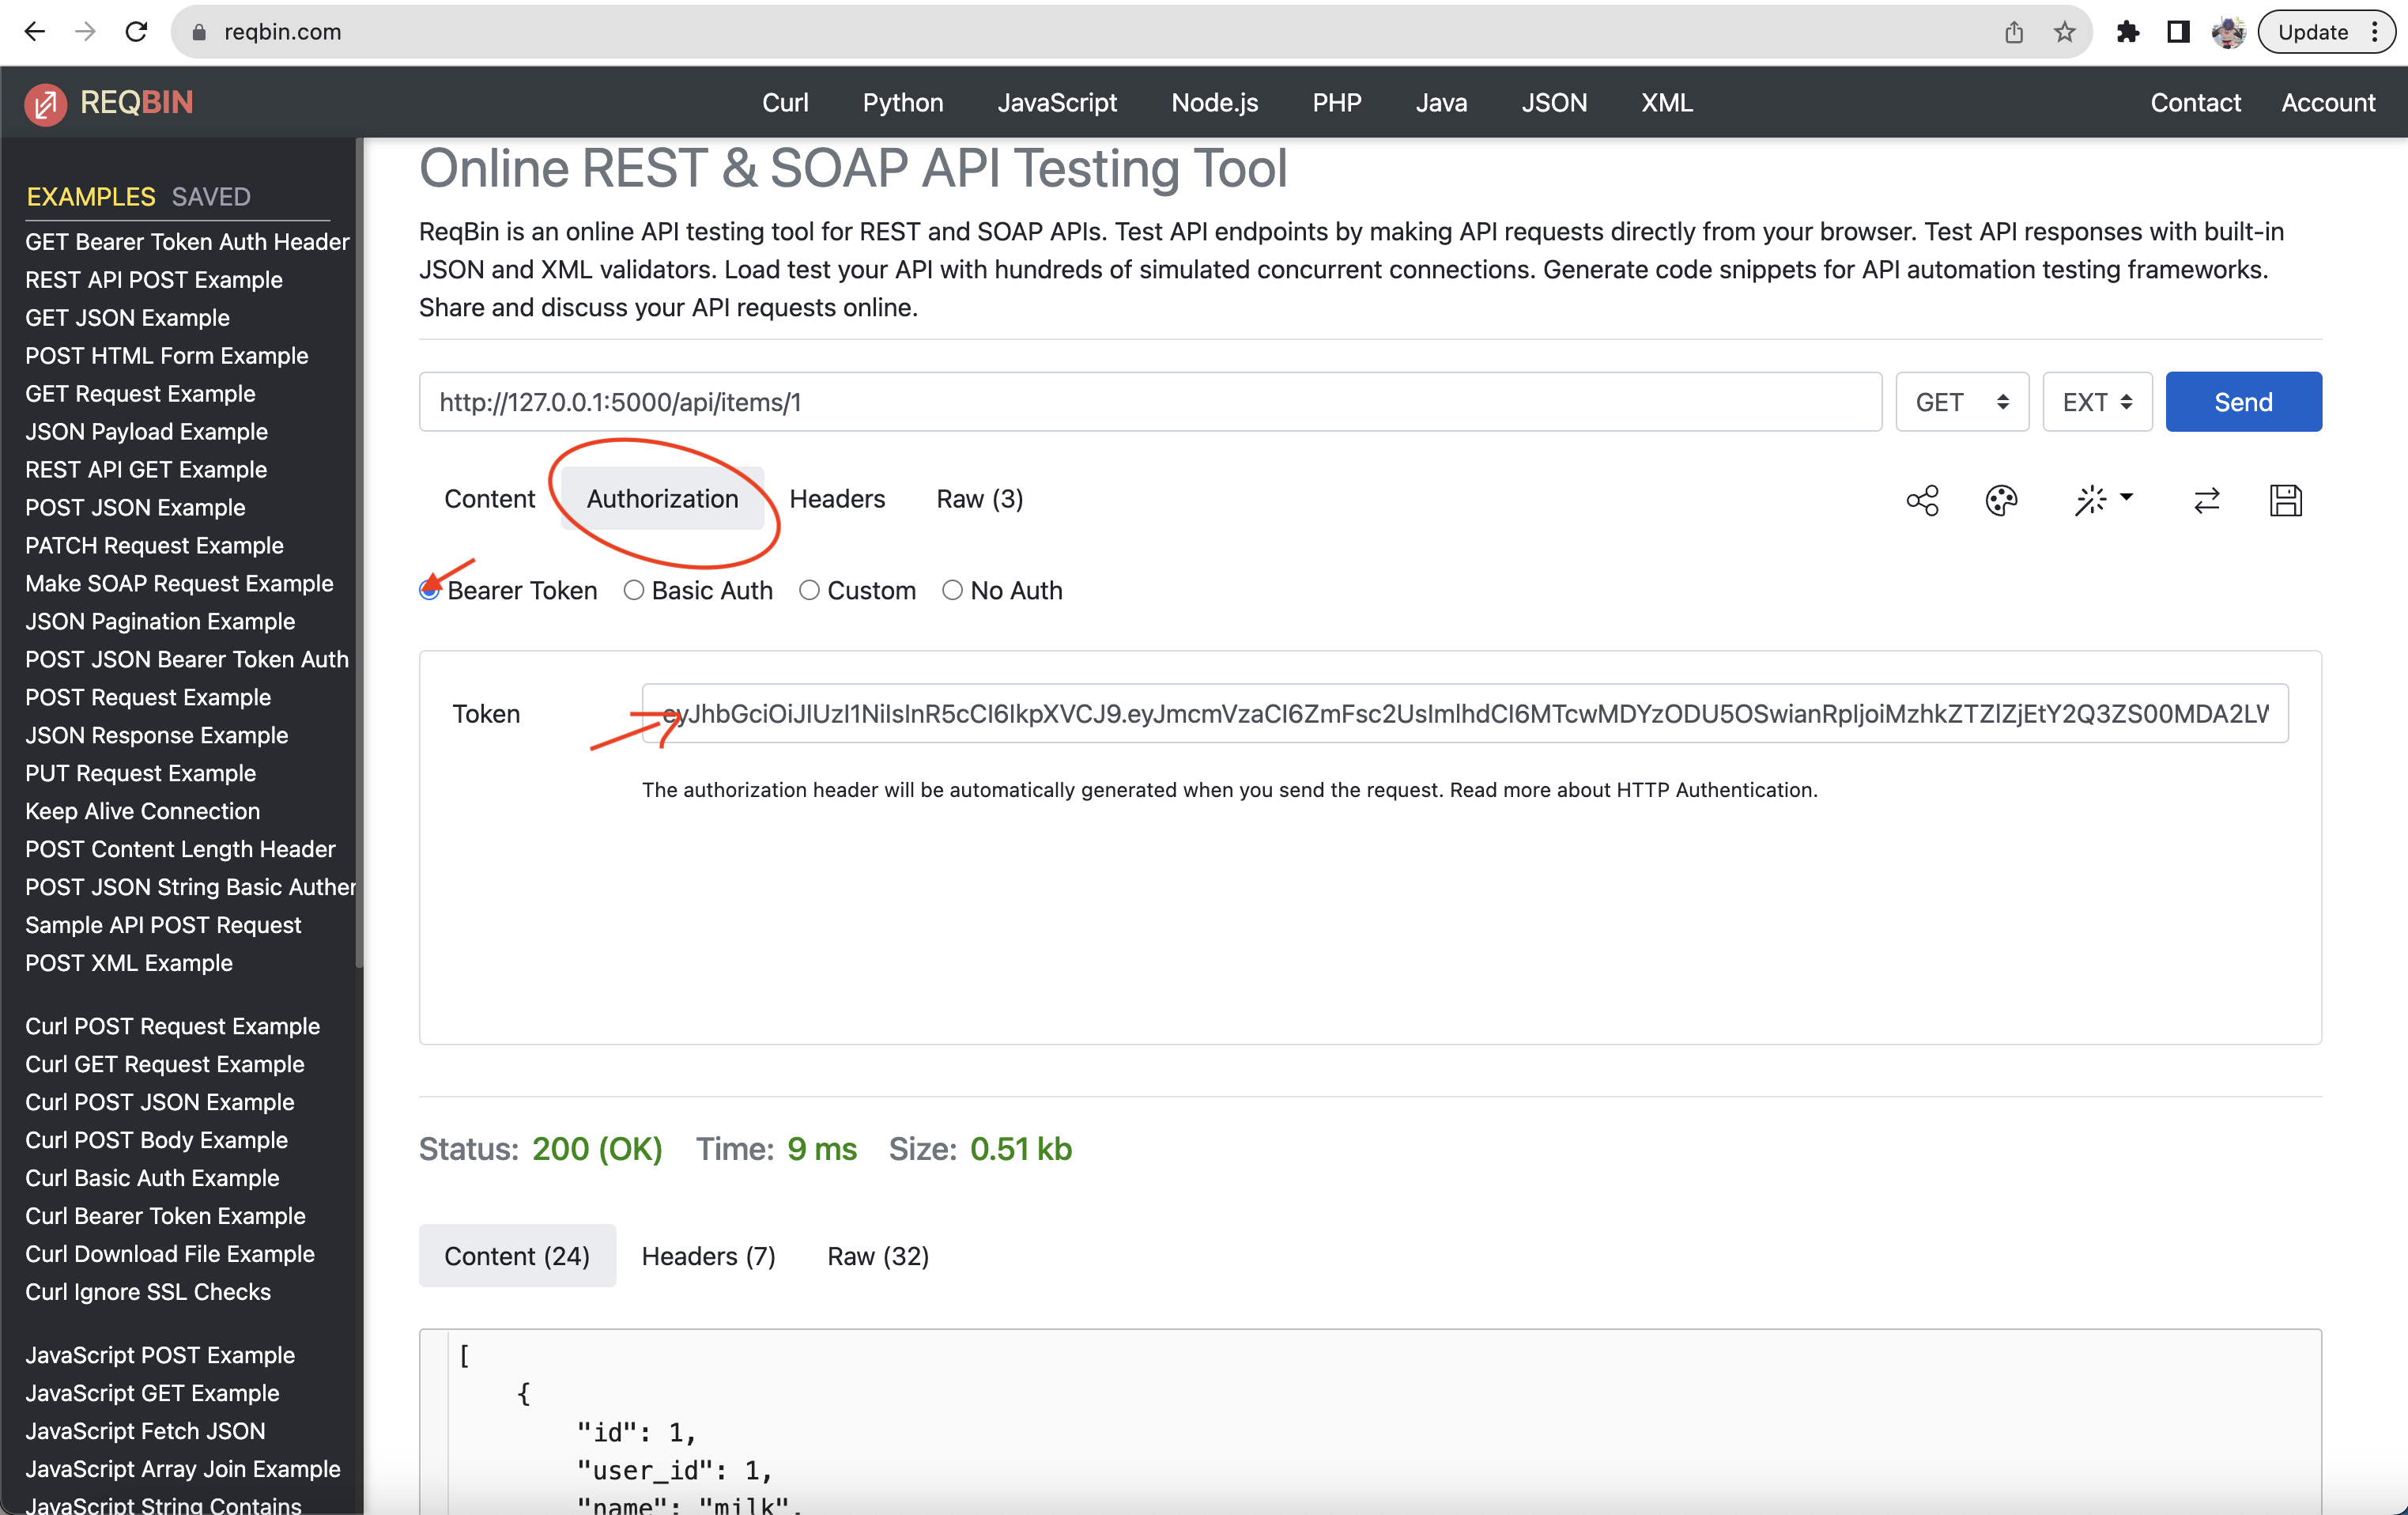 reqbin.com
Update
REQBIN
Curl Python JavaScript Node.js PHP Java JSON XML
Contact Account
EXAMPLES SAVED
GET Bearer Token Auth Header
REST API POST Example
GET JSON Example
POST HTML Form Example
GET Request Example
JSON Payload Example
REST API GET Example
POST JSON Example
PATCH Request Example
Make SOAP Request Example
JSON Pagination Example
POST JSON Bearer Token Auth
POST Request Example
JSON Response Example
PUT Request Example
Keep Alive Connection
POST Content Length Header
POST JSON String Basic Auther
Sample API POST Request
POST XML Example
Curl POST Request Example
Curl GET Request Example
Curl POST JSON Example
Curl POST Body Example
Curl Basic Auth Example
Curl Bearer Token Example
Curl Download File Example
Curl Ignore SSL Checks
JavaScript POST Example
JavaScript GET Example
JavaScript Fetch JSON
JavaScript Array Join Example
JavaScript String Contains
Online REST & SOAP API Testing Tool
ReqBin is an online API testing tool for REST and SOAP APIs. Test API endpoints by making API requests directly from your browser. Test API responses with built-in
JSON and XML validators. Load test your API with hundreds of simulated concurrent connections. Generate code snippets for API automation testing frameworks.
Share and discuss your API requests online.
http://127.0.0.1:5000/api/items/1
GET EXT Send
Content Authorization Headers Raw (3)
Bearer Token Basic Auth Custom No Auth
Token
eyJhbGciOiJIUzI1NiIsInR5cCI6IkpXVCJ9.eyJmcmVzaCI6ZmFsc2UsImlhdCI6MTcwMDYzODU5OSwianRpIjoiMzhkZTZlZjEtY2Q3ZS00MDA2LW
The authorization header will be automatically generated when you send the request. Read more about HTTP Authentication.
Status: 200 (OK) Time: 9 ms Size: 0.51 kb
Content (24) Headers (7) Raw (32)
[
{
"id": 1,
"user_id": 1,
"name": "milk",